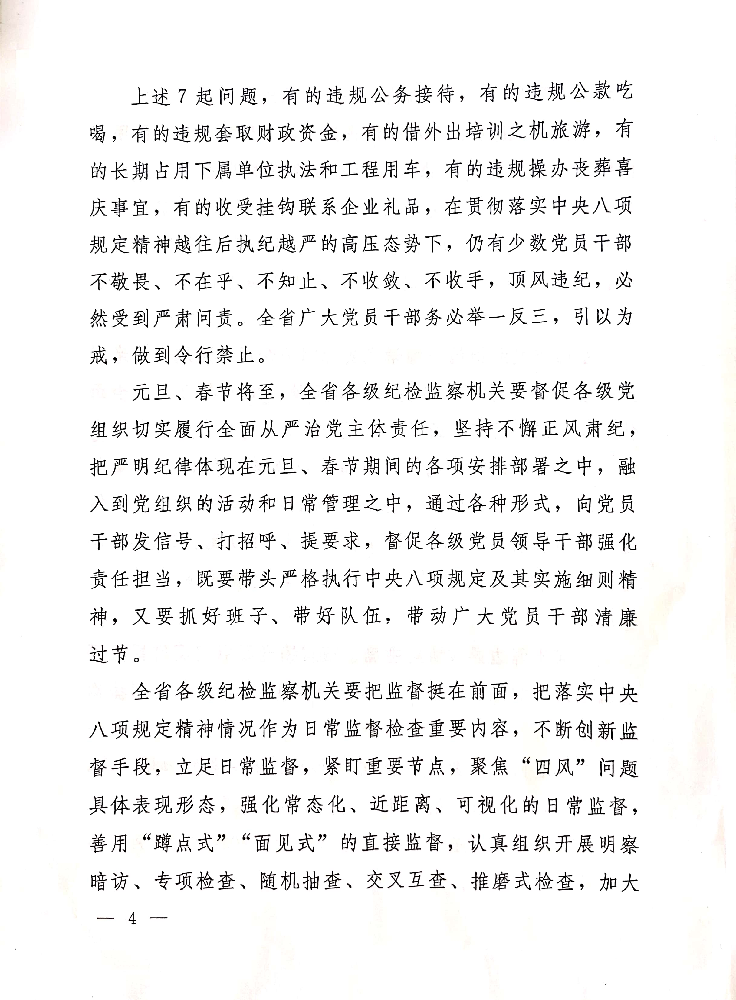 上述7起问题，有的违规公务接待，有的违规公款吃
喝，有的违规套取财政资金，有的借外出培训之机旅游，有
的长期占用下属单位执法和工程用车，有的违规操办丧葬喜
庆事宜，有的收受挂钩联系企业礼品，在贯彻落实中央八项
规定精神越往后执纪越严的高压态势下，仍有少数党员干部
不敬畏、不在乎、不知止、不收敛、不收手，顶风违纪，必
然受到严肃问责。全省广大党员干部务必举一反三，引以为
戒，做到令行禁止。
元旦、春节将至，全省各级纪检监察机关要督促各级党
组织切实履行全面从严治党主体责任，坚持不懈正风肃纪，
把严明纪律体现在元旦、春节期间的各项安排部署之中，融
入到党组织的活动和日常管理之中，通过各种形式，向党员
干部发信号、打招呼、提要求，督促各级党员领导干部强化
责任担当，既要带头严格执行中央八项规定及其实施细则精
神，又要抓好班子、带好队伍，带动广大党员干部清廉
过节。
全省各级纪检监察机关要把监督挺在前面，把落实中央
八项规定精神情况作为日常监督检查重要内容，不断创新监
督手段，立足日常监督，紧盯重要节点，聚焦“四风”问题
具体表现形态，强化常态化、近距离、可视化的日常监督，
善用“蹲点式”“面见式”的直接监督，认真组织开展明察
暗访、专项检查、随机抽查、交叉互查、推磨式检查，加大
— 4 —